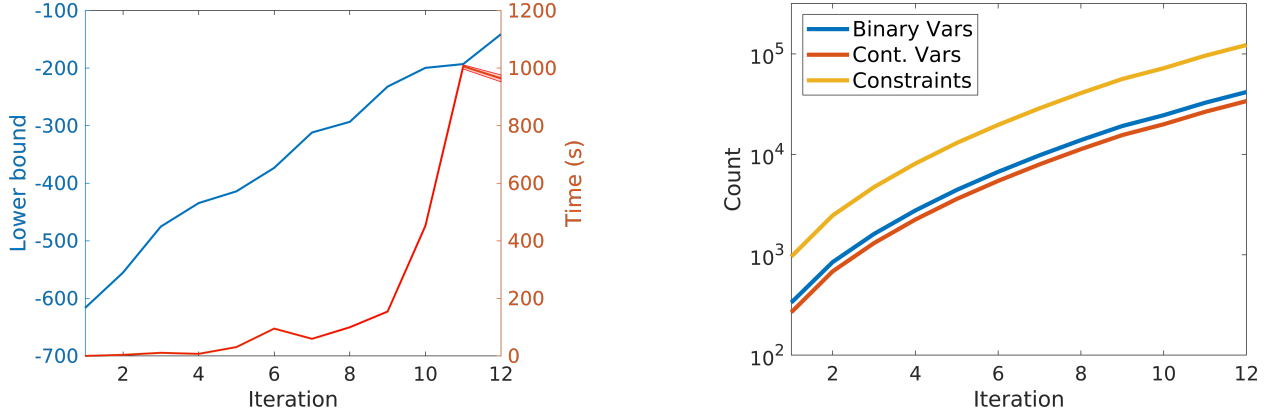 -100
-200
-300
-400
-500
-600
-700
Lower bound
1200
1000
800
600
400
200
0
Time (s)
2 4 6 8 10 12
Iteration
Binary Vars
Cont. Vars
Constraints
10^5
10^4
10^3
10^2
Count
2 4 6 8 10 12
Iteration